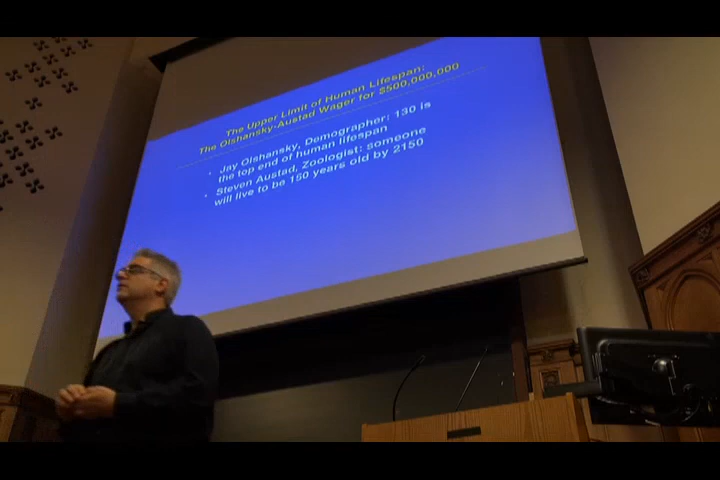 The Upper Limit of Human Lifespan:
The Olshansky-Austad Wager for $500,000,000
· Jay Olshansky, Demographer: 130 is
the top end of human lifespan
· Steven Austad, Zoologist: someone
will live to be 150 years old by 2150